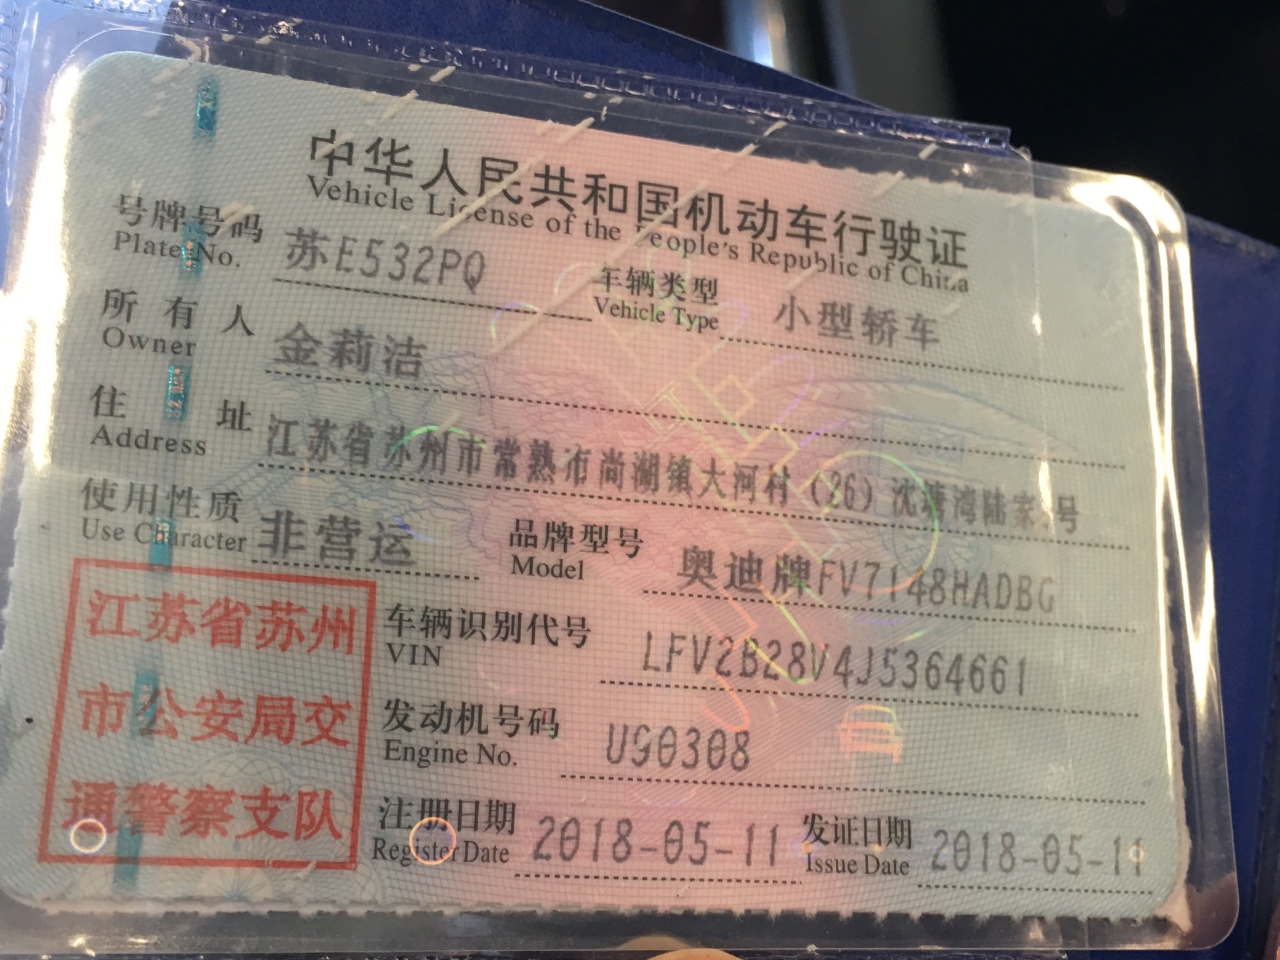 中华人民共和国机动车行驶证
Vehicle License of the People's Republic of China
号牌号码 苏E532PQ 车辆类型 小型轿车
Plate No. Vehicle Type
所有人 金莉洁
Owner
住址 江苏省苏州市常熟市尚湖镇大河村(26)沈塘湾陆家 号
Address
使用性质 非营运 品牌型号 奥迪牌FV7148HADBG
Use Character Model
江苏省苏州
市公安局交
通警察支队
车辆识别代号 LFV2B28V4J5364661
VIN
发动机号码 U90308
Engine No.
注册日期 2018-05-11 发证日期 2018-05-11
Register Date Issue Date